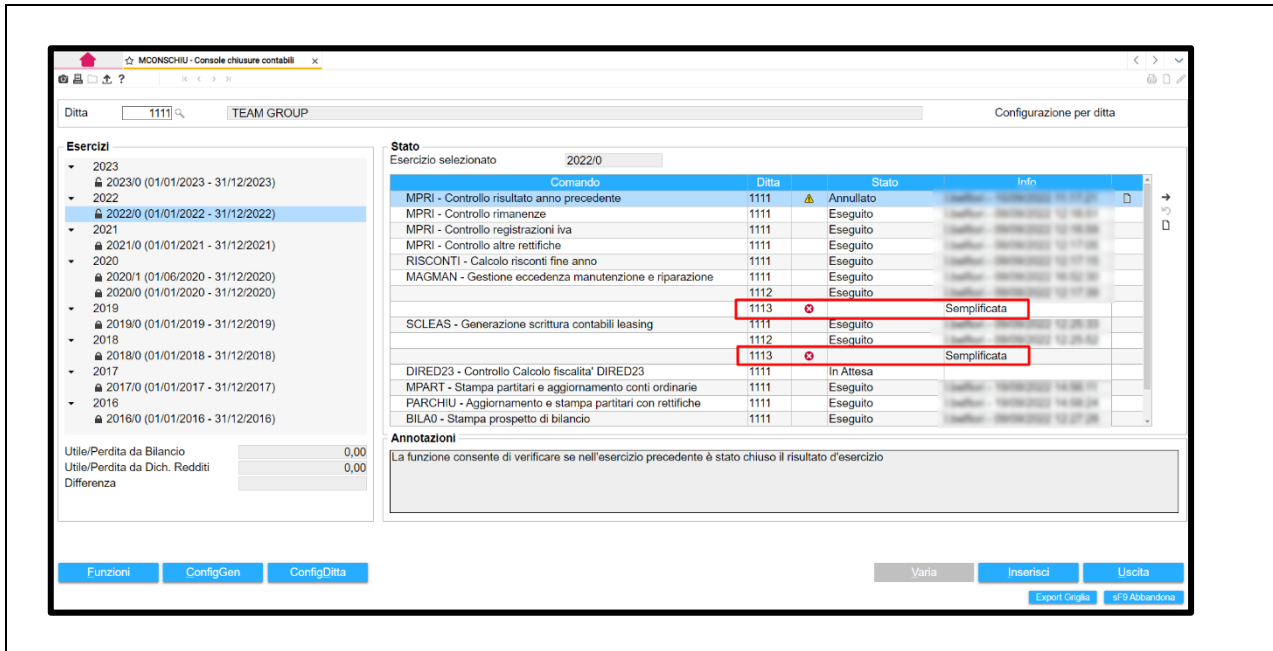 MCONSCHIU - Console chiusure contabili x
?
Ditta 1111 TEAM GROUP Configurazione per ditta
Esercizi
2023
2023/0 (01/01/2023 - 31/12/2023)
2022
2022/0 (01/01/2022 - 31/12/2022)
2021
2021/0 (01/01/2021 - 31/12/2021)
2020
2020/1 (01/06/2020 - 31/12/2020)
2020/0 (01/01/2020 - 31/12/2020)
2019
2019/0 (01/01/2019 - 31/12/2019)
2018
2018/0 (01/01/2018 - 31/12/2018)
2017
2017/0 (01/01/2017 - 31/12/2017)
2016
2016/0 (01/01/2016 - 31/12/2016)
Utile/Perdita da Bilancio 0,00
Utile/Perdita da Dich. Redditi 0,00
Differenza
Stato
Esercizio selezionato 2022/0
Comando Ditta Stato Info
MPRI - Controllo risultato anno precedente 1111 Annullato
MPRI - Controllo rimanenze 1111 Eseguito
MPRI - Controllo registrazioni iva 1111 Eseguito
MPRI - Controllo altre rettifiche 1111 Eseguito
RISCONTI - Calcolo risconti fine anno 1111 Eseguito
MAGMAN - Gestione eccedenza manutenzione e riparazione 1111 Eseguito
1112 Eseguito
1113 Semplificata
SCLEAS - Generazione scrittura contabili leasing 1111 Eseguito
1112 Eseguito
1113 Semplificata
DIRED23 - Controllo Calcolo fiscalita' DIRED23 1111 In Attesa
MPART - Stampa partitari e aggiornamento conti ordinarie 1111 Eseguito
PARCHIU - Aggiornamento e stampa partitari con rettifiche 1111 Eseguito
BILA0 - Stampa prospetto di bilancio 1111 Eseguito
Annotazioni
La funzione consente di verificare se nell'esercizio precedente è stato chiuso il risultato d'esercizio
Funzioni ConfigGen ConfigDitta Varia Inserisci Uscita
Export Griglia sF9 Abbandona